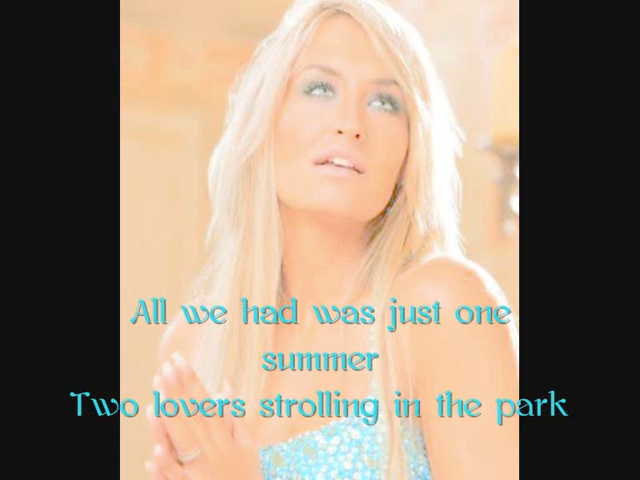 All we had was just one
summer
Two lovers strolling in the park